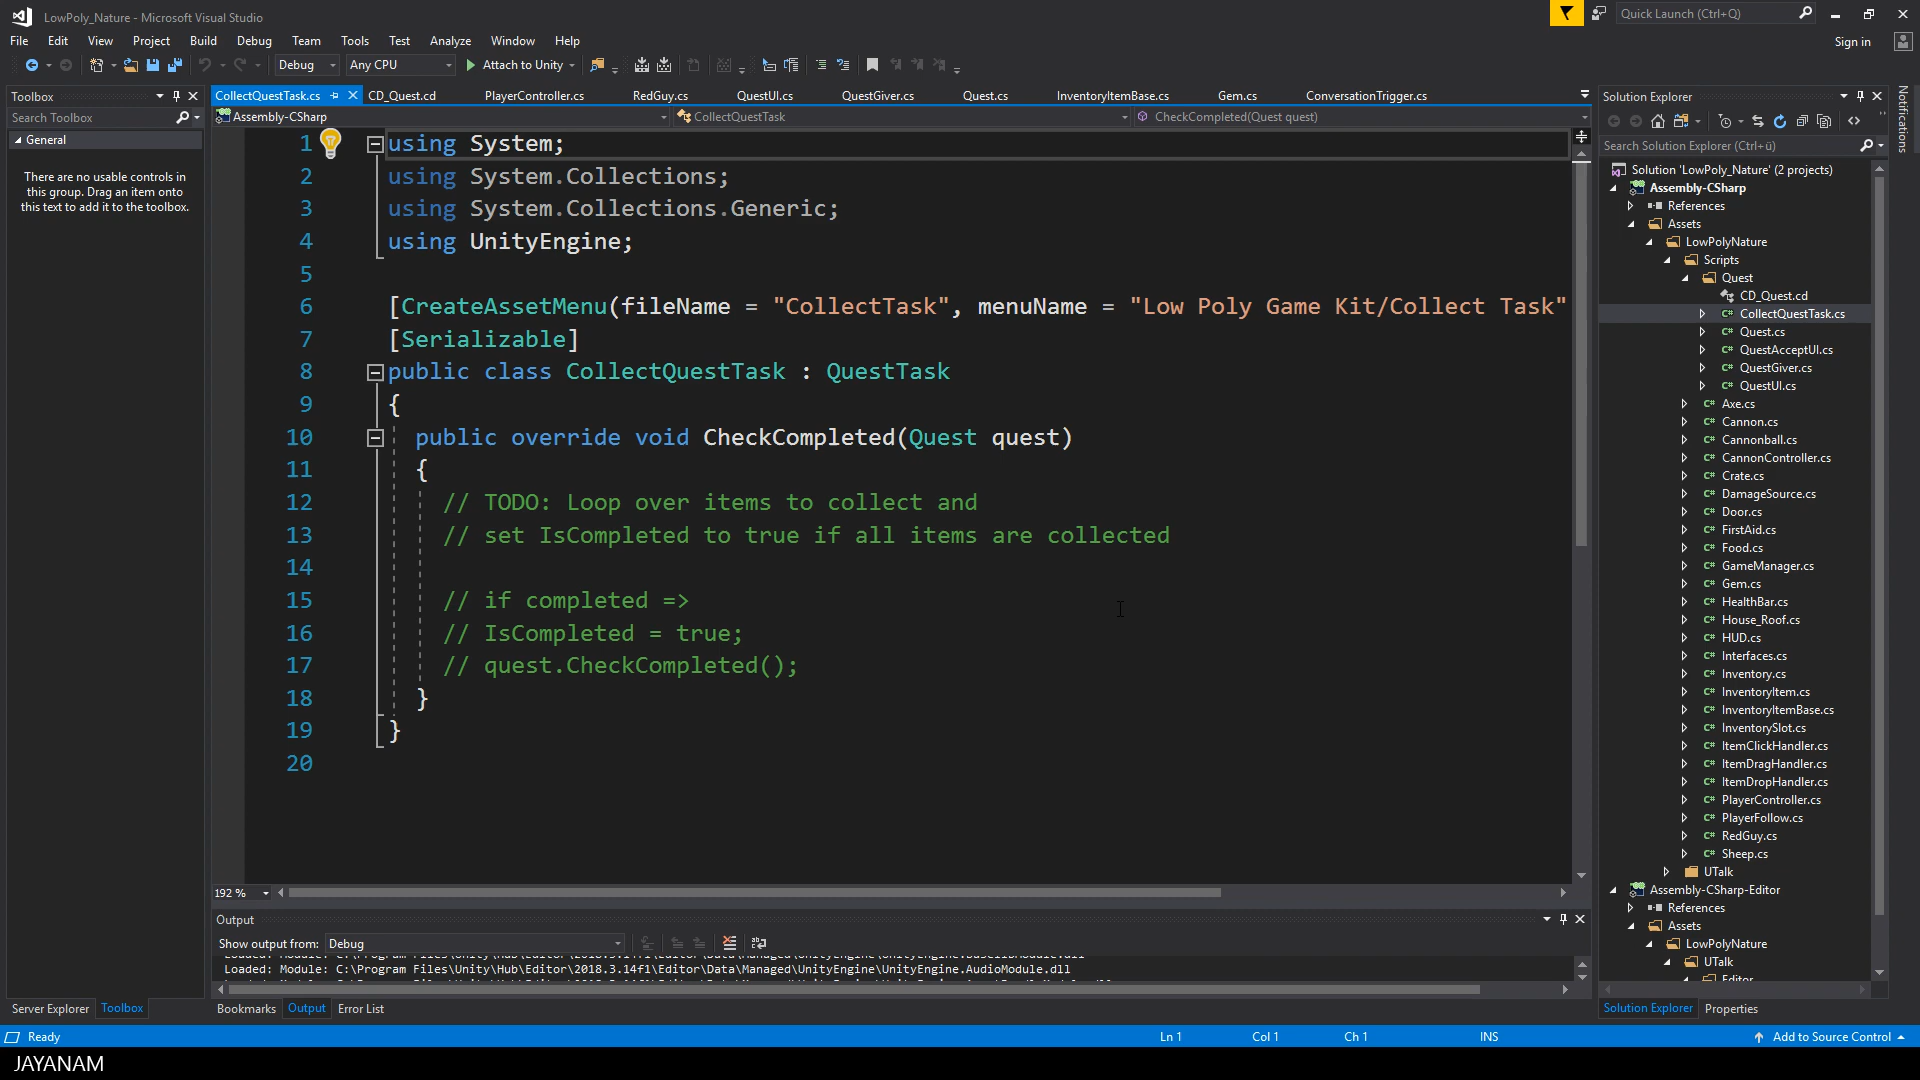 LowPoly_Nature - Microsoft Visual Studio
Quick Launch (Ctrl+Q)
File Edit View Project Build Debug Team Tools Test Analyze Window Help
Sign in
Debug Any CPU Attach to Unity
Toolbox
Search Toolbox
General
There are no usable controls in
this group. Drag an item onto
this text to add it to the toolbox.
CollectQuestTask.cs CD_Quest.cd PlayerController.cs RedGuy.cs QuestUI.cs QuestGiver.cs Quest.cs InventoryItemBase.cs Gem.cs ConversationTrigger.cs
Assembly-CSharp CollectQuestTask CheckCompleted(Quest quest)
1 using System;
2 using System.Collections;
3 using System.Collections.Generic;
4 using UnityEngine;
5
6 [CreateAssetMenu(fileName = "CollectTask", menuName = "Low Poly Game Kit/Collect Task"
7 [Serializable]
8 public class CollectQuestTask : QuestTask
9 {
10 public override void CheckCompleted(Quest quest)
11 {
12 // TODO: Loop over items to collect and
13 // set IsCompleted to true if all items are collected
14
15 // if completed =>
16 // IsCompleted = true;
17 // quest.CheckCompleted();
18 }
19 }
20
192 %
Output
Show output from: Debug
Loaded: Module: C:\Program Files\Unity\Hub\Editor\2018.3.14f1\Editor\Data\Managed\UnityEngine\UnityEngine.AudioModule.dll
Server Explorer Toolbox
Bookmarks Output Error List
Solution Explorer
Search Solution Explorer (Ctrl+ü)
Solution 'LowPoly_Nature' (2 projects)
Assembly-CSharp
References
Assets
LowPolyNature
Scripts
Quest
CD_Quest.cd
C# CollectQuestTask.cs
C# Quest.cs
C# QuestAcceptUI.cs
C# QuestGiver.cs
C# QuestUI.cs
C# Axe.cs
C# Cannon.cs
C# Cannonball.cs
C# CannonController.cs
C# Crate.cs
C# DamageSource.cs
C# Door.cs
C# FirstAid.cs
C# Food.cs
C# GameManager.cs
C# Gem.cs
C# HealthBar.cs
C# House_Roof.cs
C# HUD.cs
C# Interfaces.cs
C# Inventory.cs
C# InventoryItem.cs
C# InventoryItemBase.cs
C# InventorySlot.cs
C# ItemClickHandler.cs
C# ItemDragHandler.cs
C# ItemDropHandler.cs
C# PlayerController.cs
C# PlayerFollow.cs
C# RedGuy.cs
C# Sheep.cs
UTalk
Assembly-CSharp-Editor
References
Assets
LowPolyNature
UTalk
Editor
Solution Explorer Properties
Notifications
Ready Ln 1 Col 1 Ch 1 INS Add to Source Control
JAYANAM